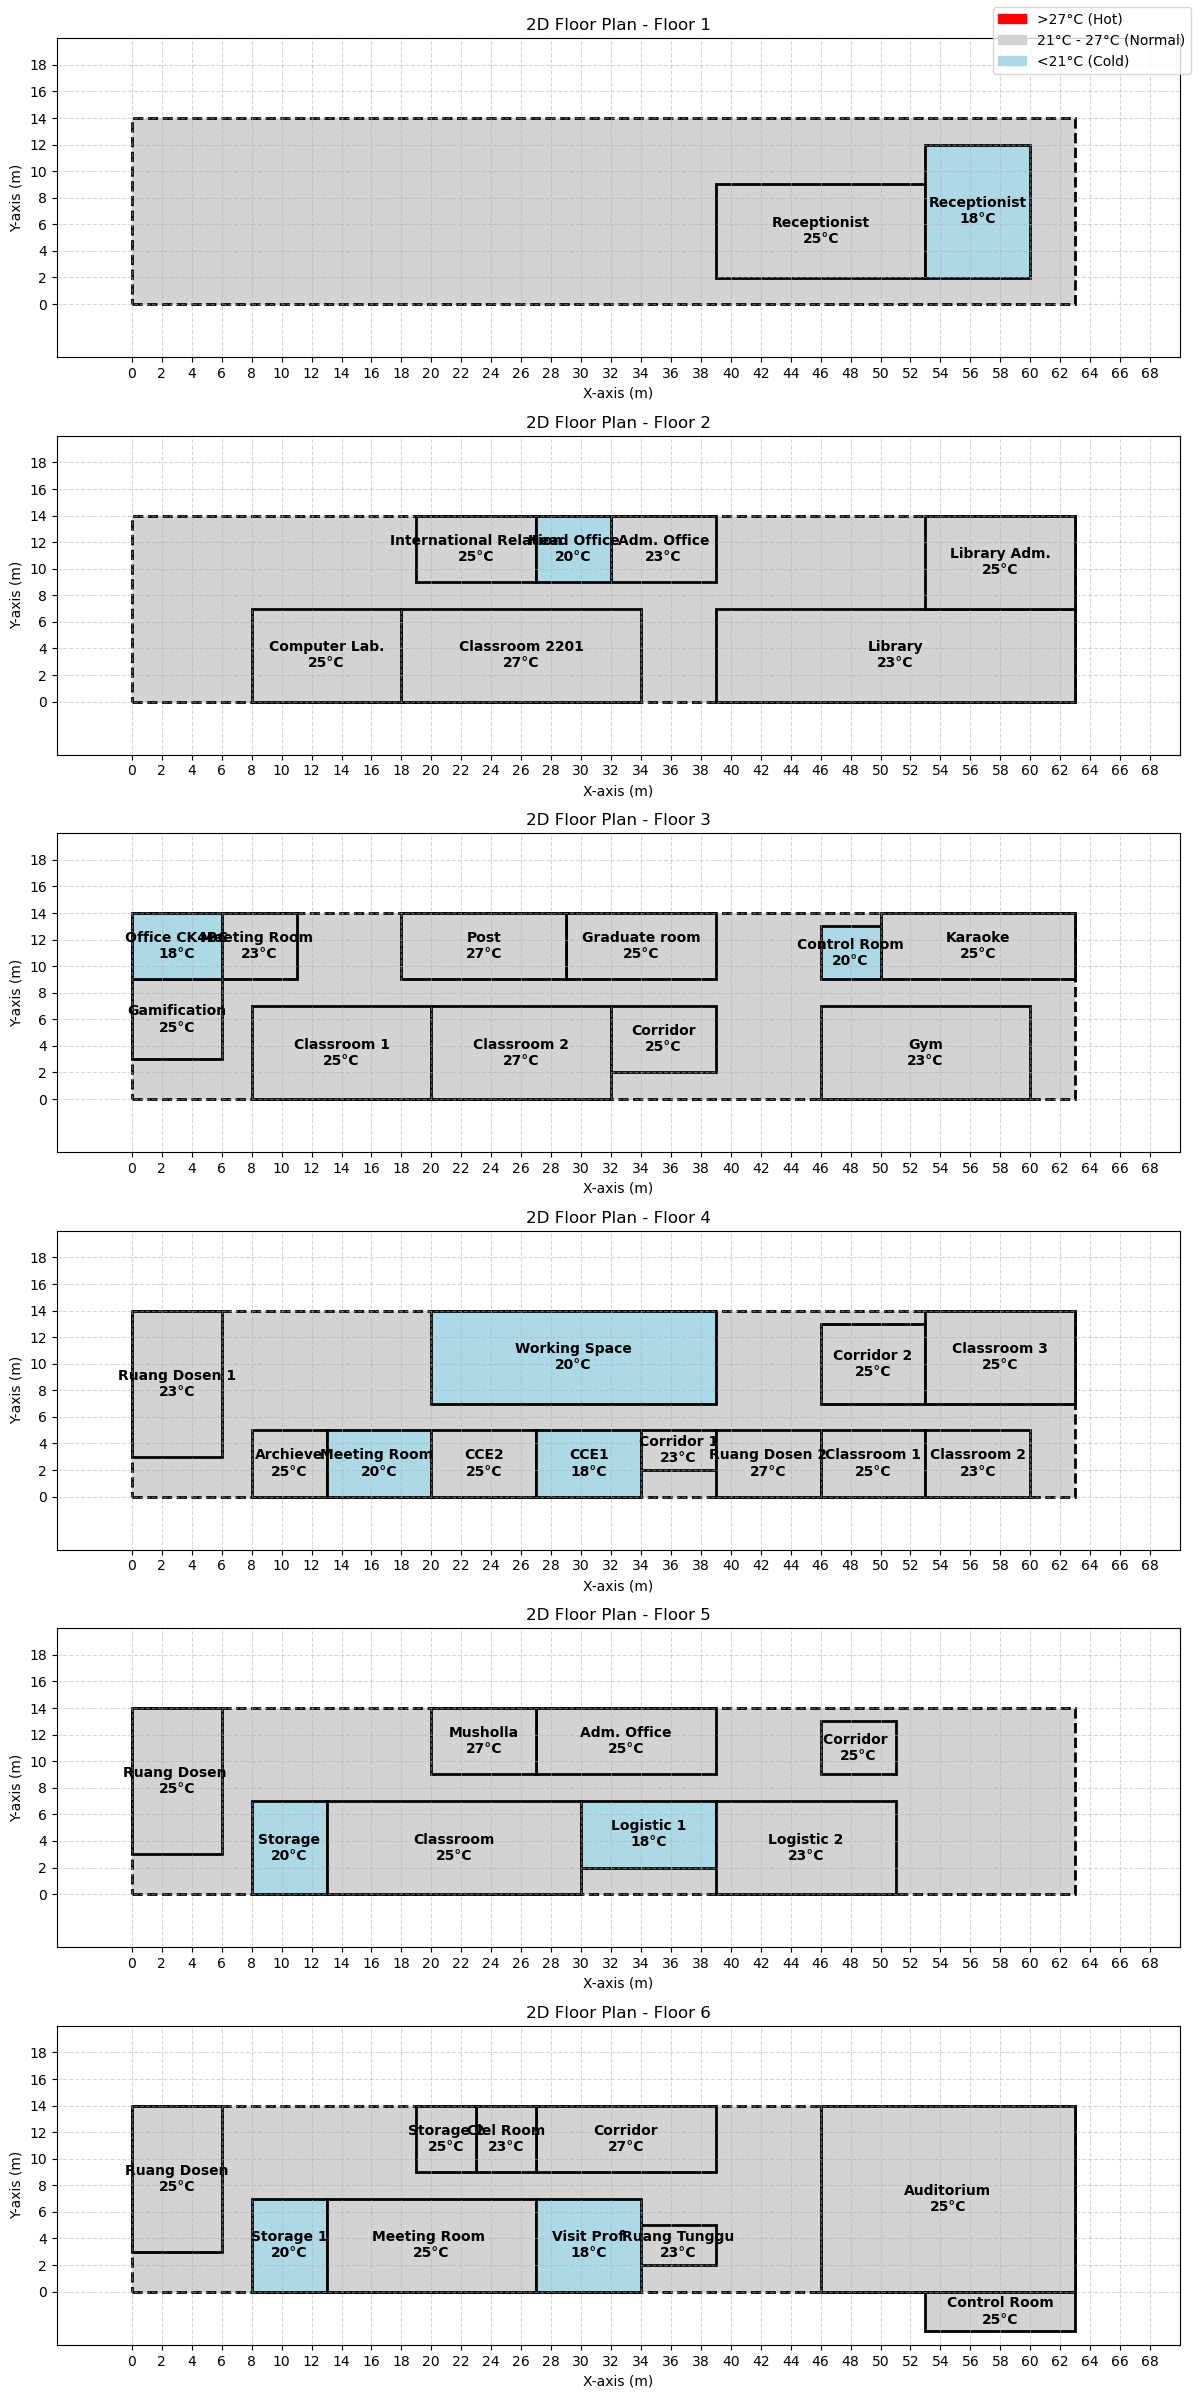 2D Floor Plan - Floor 1
>27°C (Hot)
21°C - 27°C (Normal)
<21°C (Cold)
Y-axis (m)
18
16
14
12
10
8
6
4
2
0
Receptionist
25°C
Receptionist
18°C
0 2 4 6 8 10 12 14 16 18 20 22 24 26 28 30 32 34 36 38 40 42 44 46 48 50 52 54 56 58 60 62 64 66 68
X-axis (m)
2D Floor Plan - Floor 2
Y-axis (m)
18
16
14
12
10
8
6
4
2
0
International Relation
25°C
Head Office
20°C
Adm. Office
23°C
Library Adm.
25°C
Computer Lab.
25°C
Classroom 2201
27°C
Library
23°C
0 2 4 6 8 10 12 14 16 18 20 22 24 26 28 30 32 34 36 38 40 42 44 46 48 50 52 54 56 58 60 62 64 66 68
X-axis (m)
2D Floor Plan - Floor 3
Y-axis (m)
18
16
14
12
10
8
6
4
2
0
Office
18°C
Meeting Room
23°C
Post
27°C
Graduate room
25°C
Control Room
20°C
Karaoke
25°C
Gamification
25°C
Classroom 1
25°C
Classroom 2
27°C
Corridor
25°C
Gym
23°C
0 2 4 6 8 10 12 14 16 18 20 22 24 26 28 30 32 34 36 38 40 42 44 46 48 50 52 54 56 58 60 62 64 66 68
X-axis (m)
2D Floor Plan - Floor 4
Y-axis (m)
18
16
14
12
10
8
6
4
2
0
Ruang Dosen 1
23°C
Working Space
20°C
Corridor 2
25°C
Classroom 3
25°C
Archieve
25°C
Meeting Room
20°C
CCE2
25°C
CCE1
18°C
Corridor 1
23°C
Ruang Dosen 2
27°C
Classroom 1
25°C
Classroom 2
23°C
0 2 4 6 8 10 12 14 16 18 20 22 24 26 28 30 32 34 36 38 40 42 44 46 48 50 52 54 56 58 60 62 64 66 68
X-axis (m)
2D Floor Plan - Floor 5
Y-axis (m)
18
16
14
12
10
8
6
4
2
0
Ruang Dosen
25°C
Musholla
27°C
Adm. Office
25°C
Corridor
25°C
Storage
20°C
Classroom
25°C
Logistic 1
18°C
Logistic 2
23°C
0 2 4 6 8 10 12 14 16 18 20 22 24 26 28 30 32 34 36 38 40 42 44 46 48 50 52 54 56 58 60 62 64 66 68
X-axis (m)
2D Floor Plan - Floor 6
Y-axis (m)
18
16
14
12
10
8
6
4
2
0
Ruang Dosen
25°C
Storage 2
25°C
Room
23°C
Corridor
27°C
Auditorium
25°C
Storage 1
20°C
Meeting Room
25°C
Visit Prof
18°C
Ruang Tunggu
23°C
Control Room
25°C
0 2 4 6 8 10 12 14 16 18 20 22 24 26 28 30 32 34 36 38 40 42 44 46 48 50 52 54 56 58 60 62 64 66 68
X-axis (m)